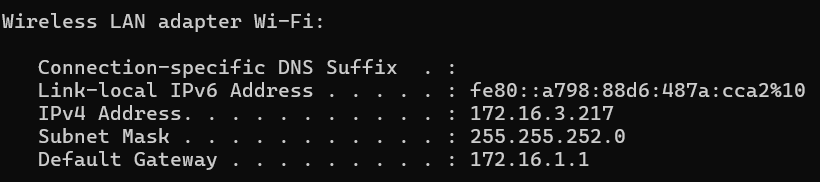 Wireless LAN adapter Wi-Fi:
Connection-specific DNS Suffix  . :
Link-local IPv6 Address . . . . . : fe80::a798:88d6:487a:cca2%10
IPv4 Address. . . . . . . . . . . : 172.16.3.217
Subnet Mask . . . . . . . . . . . : 255.255.252.0
Default Gateway . . . . . . . . . : 172.16.1.1